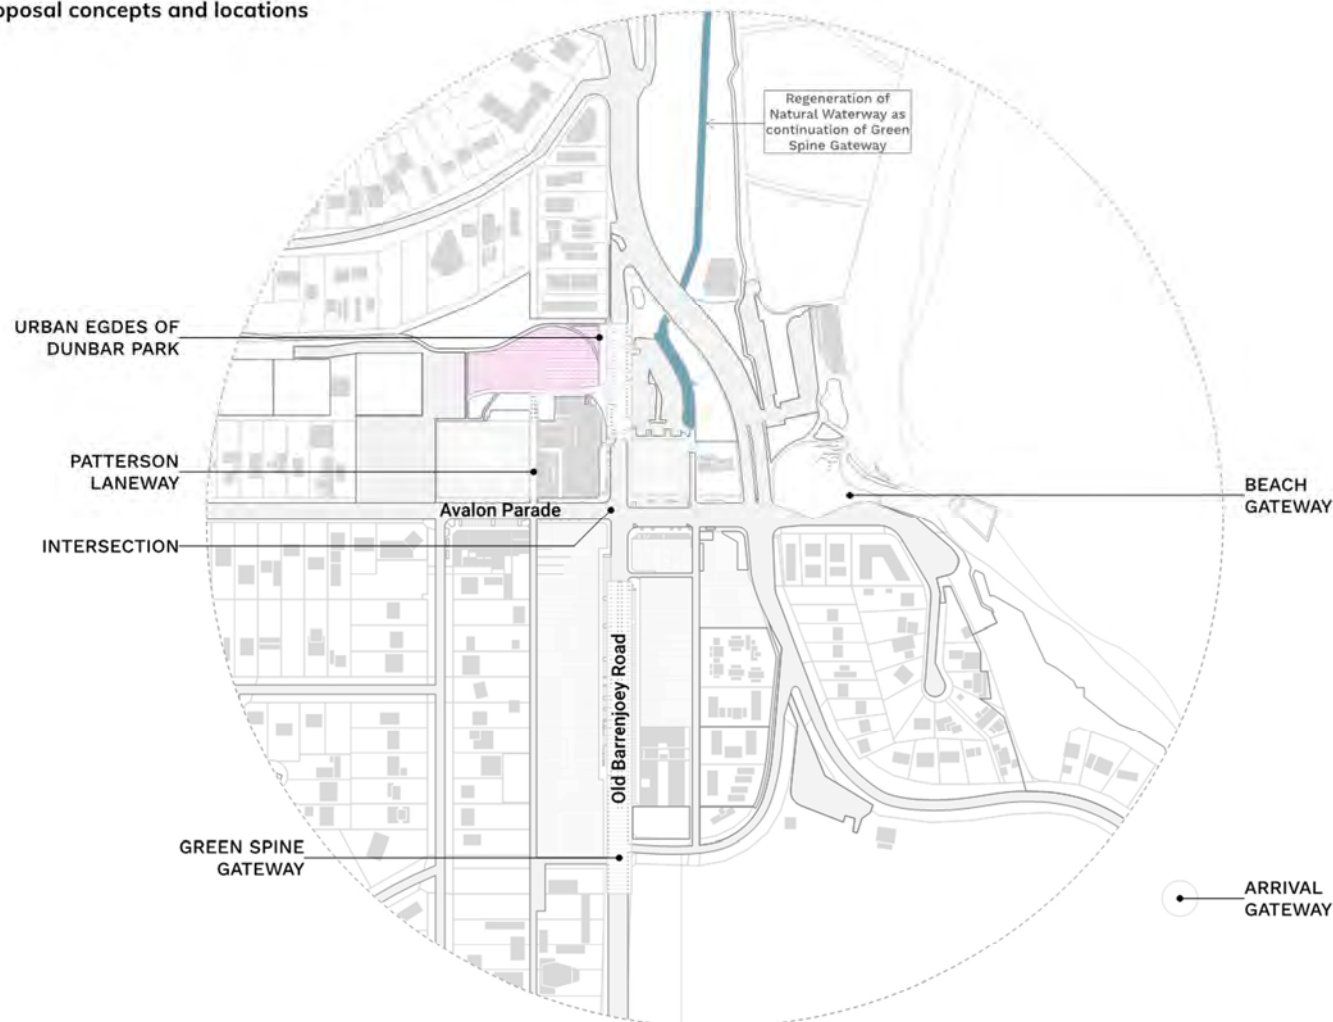 oposal concepts and locations
Regeneration of
Natural Waterway as
continuation of Green
Spine Gateway
URBAN EGDES OF
DUNBAR PARK
PATTERSON
LANEWAY
Avalon Parade
BEACH
GATEWAY
INTERSECTION
Old Barrenjoey Road
GREEN SPINE
GATEWAY
ARRIVAL
GATEWAY